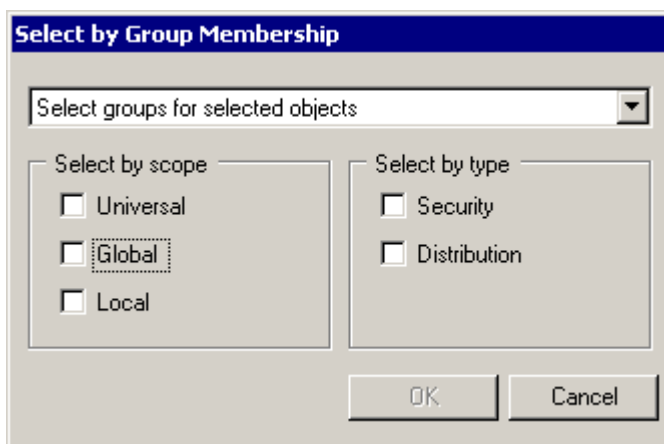 Select by Group Membership
Select groups for selected objects
Select by scope
Universal
Global
Local
Select by type
Security
Distribution
OK
Cancel